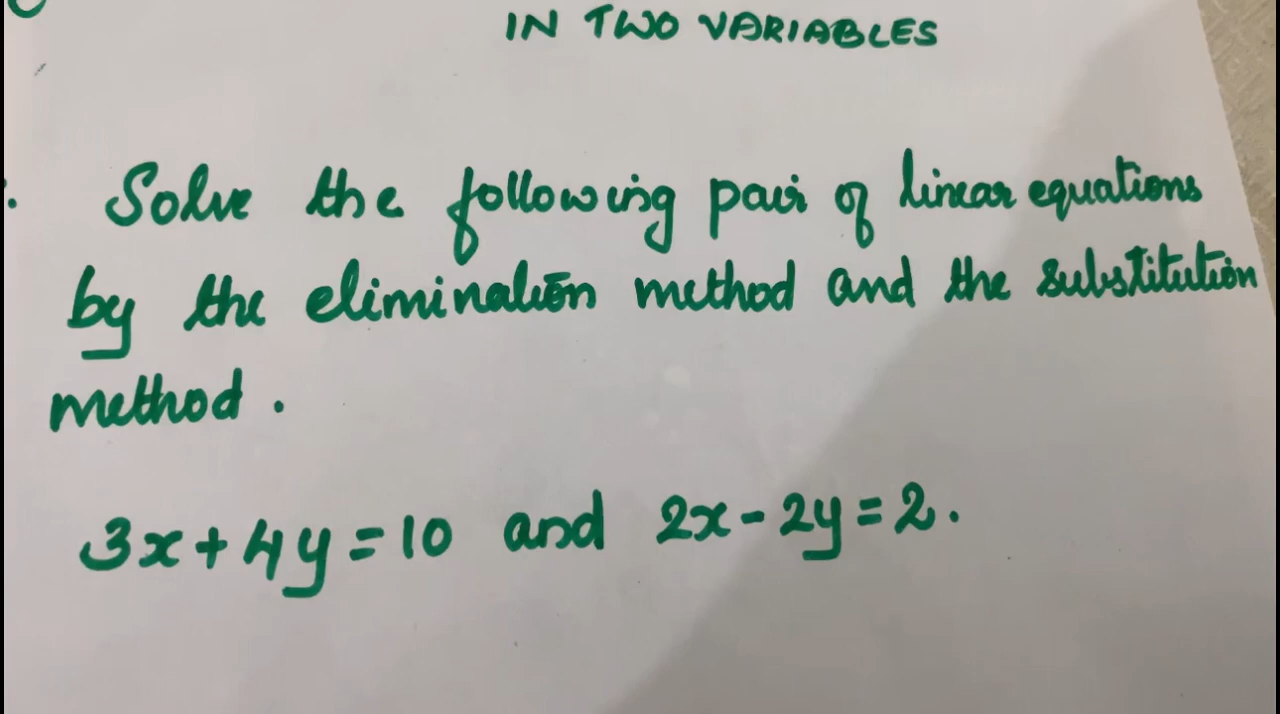 IN TWO VARIABLES
: Solve the following pair of linear equations
by the elimination method and the substitution
method.
3x+4y=10 and 2x-2y=2.